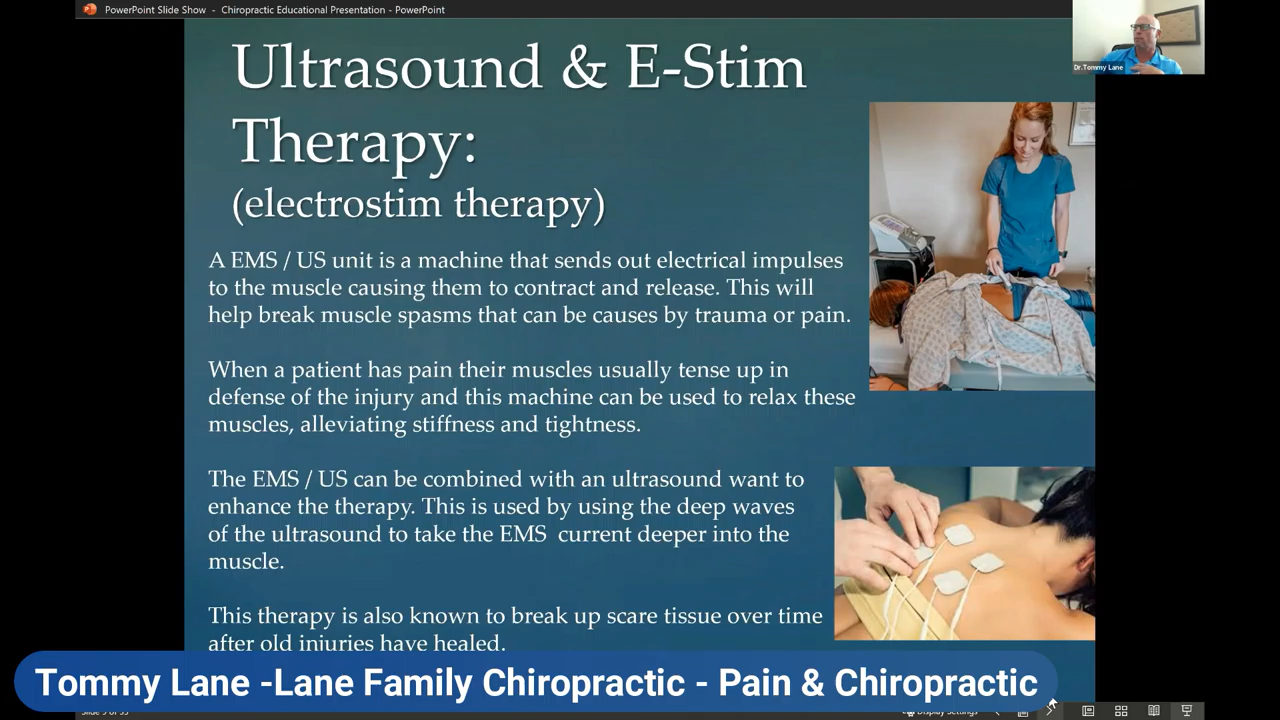 PowerPoint Slide Show - Chiropractic Educational Presentation - PowerPoint
Dr.Tommy Lane
Ultrasound & E-Stim
Therapy:
(electrostim therapy)
A EMS / US unit is a machine that sends out electrical impulses
to the muscle causing them to contract and release. This will
help break muscle spasms that can be causes by trauma or pain.
When a patient has pain their muscles usually tense up in
defense of the injury and this machine can be used to relax these
muscles, alleviating stiffness and tightness.
The EMS / US can be combined with an ultrasound want to
enhance the therapy. This is used by using the deep waves
of the ultrasound to take the EMS current deeper into the
muscle.
This therapy is also known to break up scare tissue over time
after old injuries have healed.
Tommy Lane -Lane Family Chiropractic - Pain & Chiropractic
Display Settings